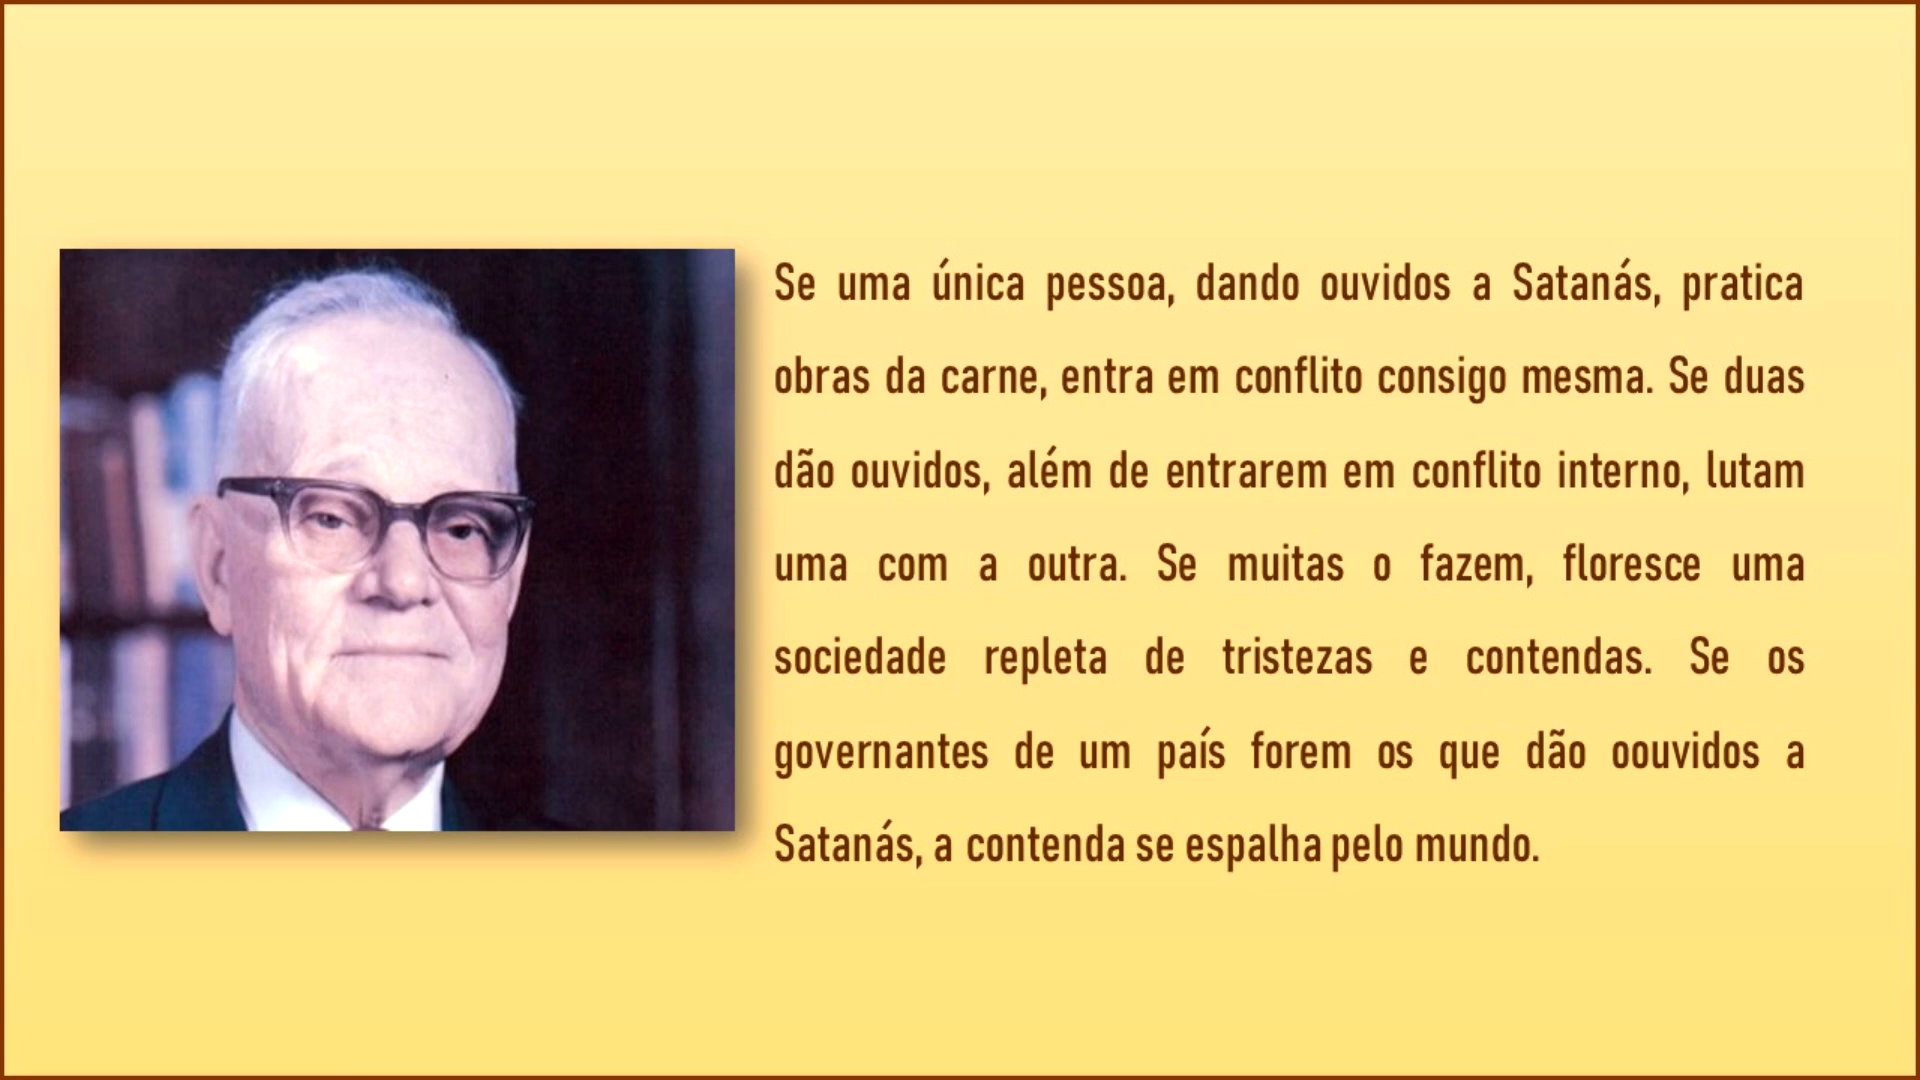 Se uma única pessoa, dando ouvidos a Satanás, pratica
obras da carne, entra em conflito consigo mesma. Se duas
dão ouvidos, além de entrarem em conflito interno, lutam
uma com a outra. Se muitas o fazem, floresce uma
sociedade repleta de tristezas e contendas. Se os
governantes de um país forem os que dão oouvidos a
Satanás, a contenda se espalha pelo mundo.